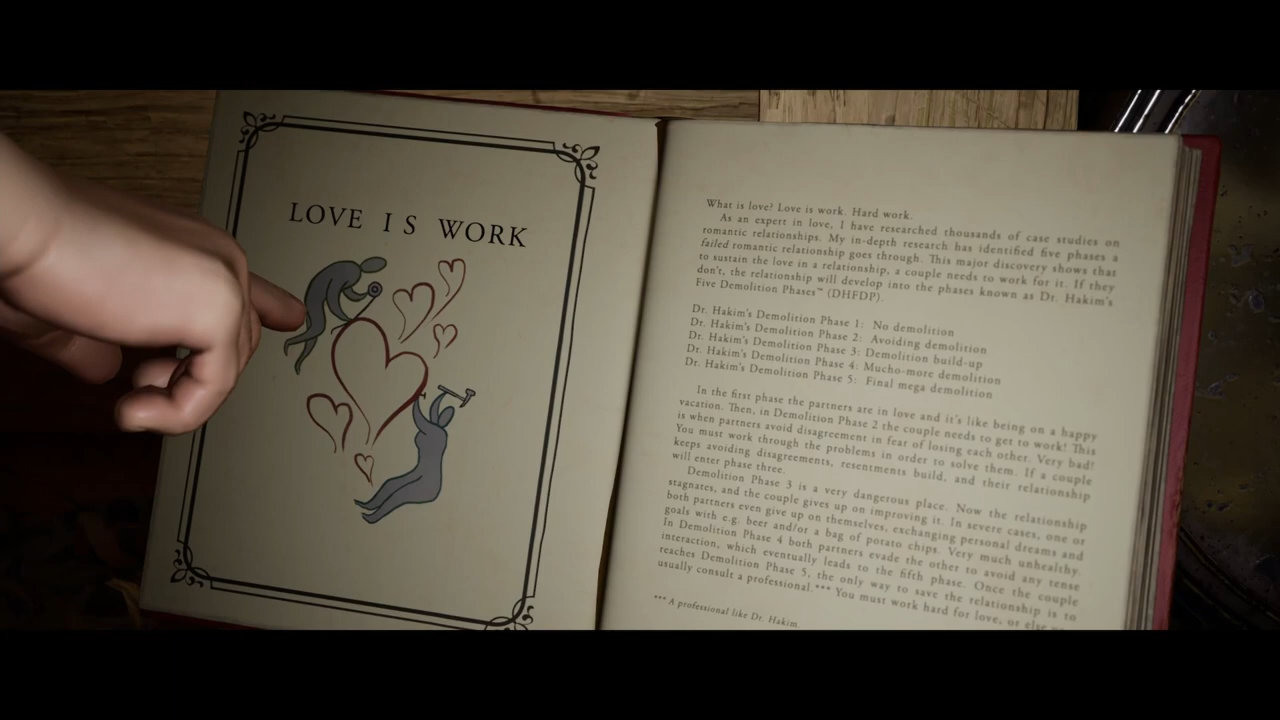 LOVE IS WORK
What is love? Love is work. Hard work.
As an expert in love, I have researched thousands of case studies on
romantic relationships. My in-depth research has identified five phases a
failed romantic relationship goes through. This major discovery shows that
to sustain the love in a relationship, a couple needs to work for it. If they
don't, the relationship will develop into the phases known as Dr. Hakim's
Five Demolition Phases™ (DHFDP).
Dr. Hakim's Demolition Phase 1: No demolition
Dr. Hakim's Demolition Phase 2: Avoiding demolition
Dr. Hakim's Demolition Phase 3: Demolition build-up
Dr. Hakim's Demolition Phase 4: Mucho-more demolition
Dr. Hakim's Demolition Phase 5: Final mega demolition
In the first phase the partners are in love and it's like being on a happy
vacation. Then, in Demolition Phase 2 the couple needs to get to work! This
is when partners avoid disagreement in fear of losing each other. Very bad!
You must work through the problems in order to solve them. If a couple
keeps avoiding disagreements, resentments build, and their relationship
will enter phase three.
Demolition Phase 3 is a very dangerous place. Now the relationship
stagnates, and the couple gives up on improving it. In severe cases, one or
both partners even give up on themselves, exchanging personal dreams and
goals with e.g. beer and/or a bag of potato chips. Very much unhealthy.
In Demolition Phase 4 both partners evade the other to avoid any tense
interaction, which eventually leads to the fifth phase. Once the couple
reaches Demolition Phase 5, the only way to save the relationship is to
usually consult a professional.*** You must work hard for love, or else
*** A professional like Dr. Hakim.